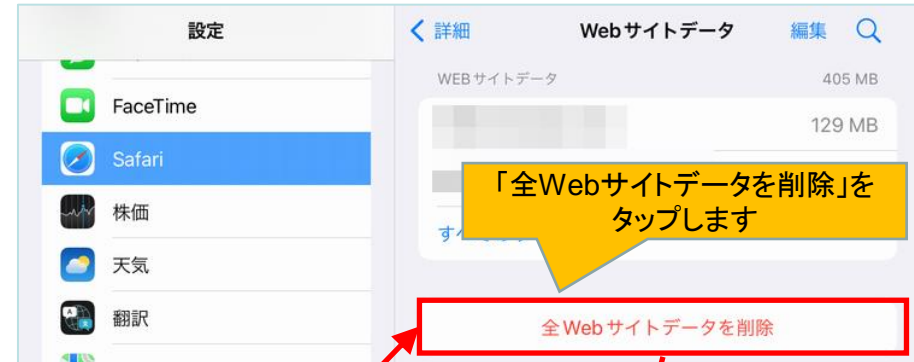 設定
FaceTime
Safari
株価
天気
翻訳
詳細
Webサイトデータ
編集
WEBサイトデータ
405 MB
129 MB
「全Webサイトデータを削除」を
タップします
全Webサイトデータを削除